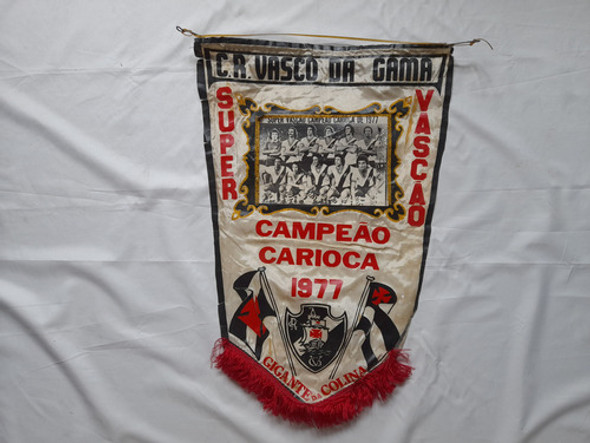 C.R. VASCO DA GAMA
SUPER
VASCÃO
SUPER VASCÃO CAMPEÃO CARIOCA DE 1977
CAMPEÃO
CARIOCA
1977
GIGANTE DA COLINA